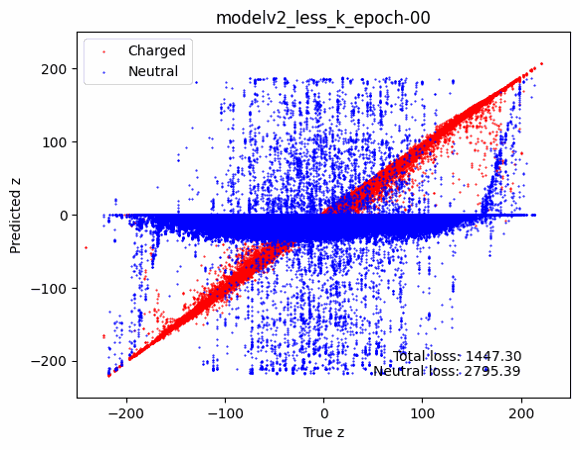 modelv2_less_k_epoch-00
Charged
Neutral
200
100
0
−100
−200
Predicted z
Total loss: 1447.30
Neutral loss: 2795.39
−200
−100
0
100
200
True z